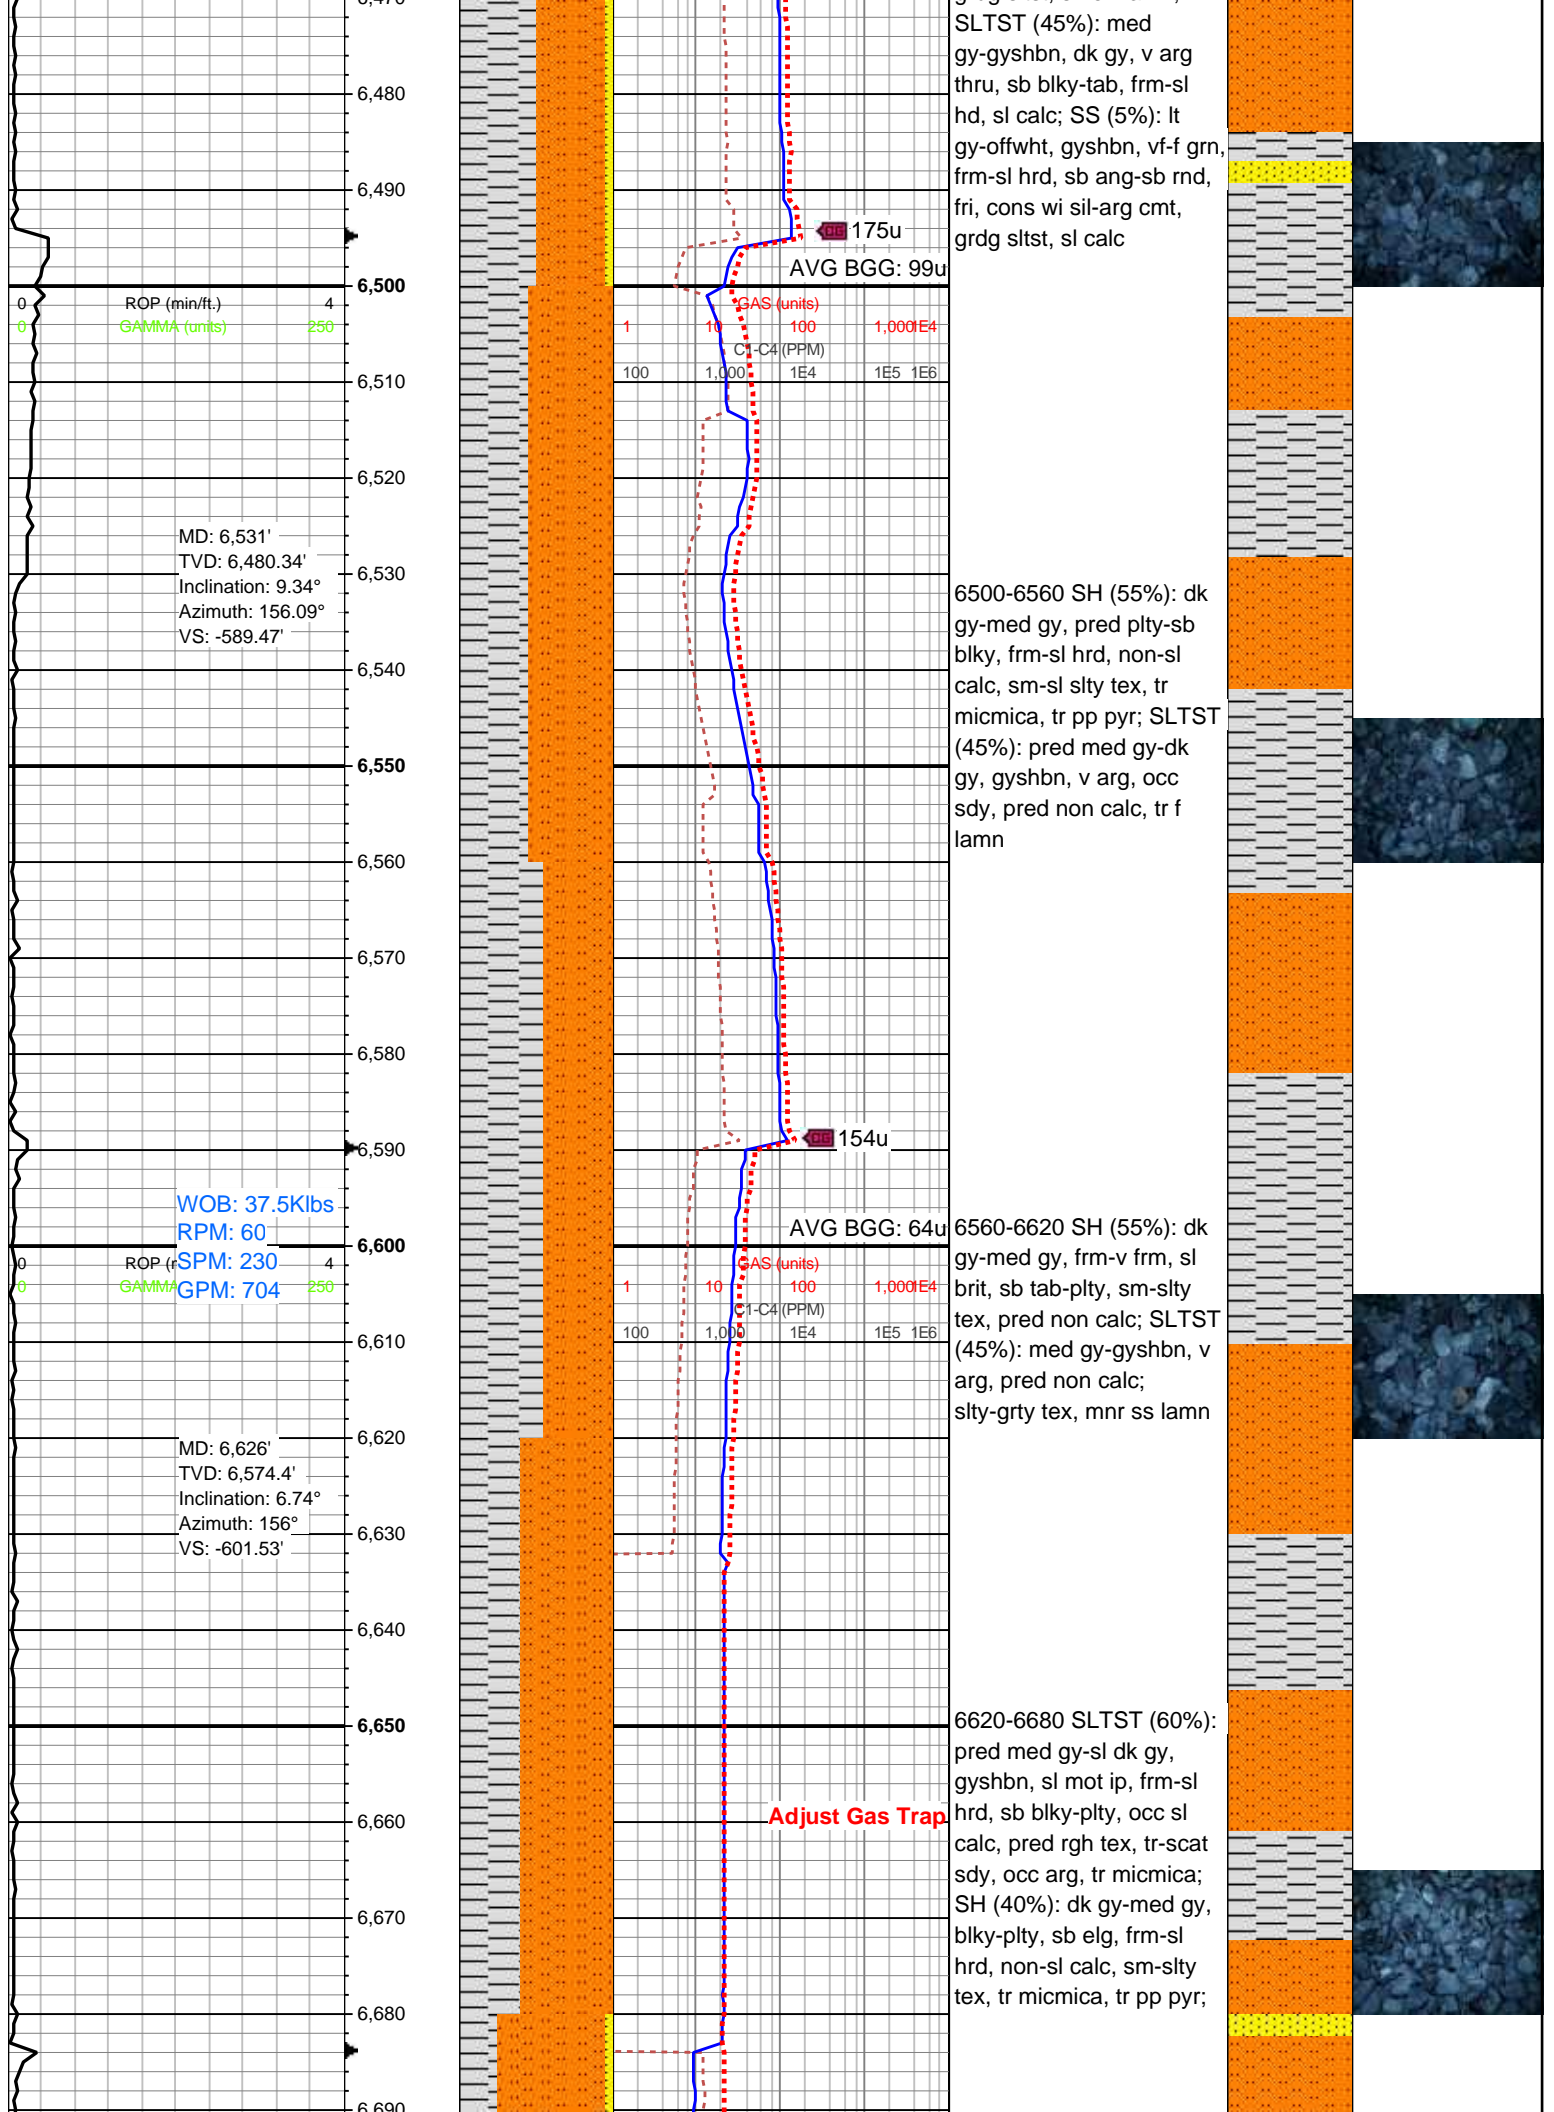 SLTST (45%): med
gy-gyshbn, dk gy, v arg
thru, sb blky-tab, frm-sl
hd, sl calc; SS (5%): lt
gy-offwht, gyshbn, vf-f grn,
frm-sl hrd, sb ang-sb rnd,
fri, cons wi sil-arg cmt,
grdg sltst, sl calc
6,480
6,490
CG 175u
AVG BGG: 99u
6,500
0 ROP (min/ft.) 4
0 GAMMA (units) 250
GAS (units)
1 10 100 1,000 1E4
C1-C4 (PPM)
100 1,000 1E4 1E5 1E6
6,510
6,520
MD: 6,531'
TVD: 6,480.34'
Inclination: 9.34°
Azimuth: 156.09°
VS: -589.47'
6,530
6,540
6500-6560 SH (55%): dk
gy-med gy, pred plty-sb
blky, frm-sl hrd, non-sl
calc, sm-sl slty tex, tr
micmica, tr pp pyr; SLTST
(45%): pred med gy-dk
gy, gyshbn, v arg, occ
sdy, pred non calc, tr f
lamn
6,550
6,560
6,570
6,580
6,590
CG 154u
WOB: 37.5Klbs
RPM: 60
SPM: 230
GPM: 704
AVG BGG: 64u
6,600
0 ROP (r 4
0 GAMMA 250
GAS (units)
1 10 100 1,000 1E4
C1-C4 (PPM)
100 1,000 1E4 1E5 1E6
6560-6620 SH (55%): dk
gy-med gy, frm-v frm, sl
brit, sb tab-plty, sm-slty
tex, pred non calc; SLTST
(45%): med gy-gyshbn, v
arg, pred non calc;
slty-grty tex, mnr ss lamn
6,610
6,620
MD: 6,626'
TVD: 6,574.4'
Inclination: 6.74°
Azimuth: 156°
VS: -601.53'
6,630
6,640
6,650
6,660
Adjust Gas Trap
6620-6680 SLTST (60%):
pred med gy-sl dk gy,
gyshbn, sl mot ip, frm-sl
hrd, sb blky-plty, occ sl
calc, pred rgh tex, tr-scat
sdy, occ arg, tr micmica;
SH (40%): dk gy-med gy,
blky-plty, sb elg, frm-sl
hrd, non-sl calc, sm-slty
tex, tr micmica, tr pp pyr;
6,670
6,680
6,690